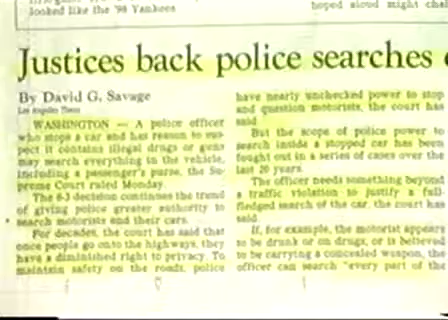 looked like the '98 Yankees
hoped aloud might
Justices back police searches
By David G. Savage
Los Angeles Times
WASHINGTON — A police officer
who stops a car and has reason to sus-
pect it contains illegal drugs or guns
may search everything in the vehicle,
including a passenger's purse, the Su-
preme Court ruled Monday.
The 6-3 decision continues the trend
of giving police greater authority to
search motorists and their cars.
For decades, the court has said that
once people go onto the highways, they
have a diminished right to privacy. To
maintain safety on the roads, police
have nearly unchecked power to stop
and question motorists, the court has
said.
But the scope of police power to
search inside a stopped car has been
fought out in a series of cases over the
last 20 years.
The officer needs something beyond
a traffic violation to justify a full
fledged search of the car, the court has
said.
If, for example, the motorist appears
to be drunk or on drugs, or is believed
to be carrying a concealed weapon, the
officer can search "every part of the